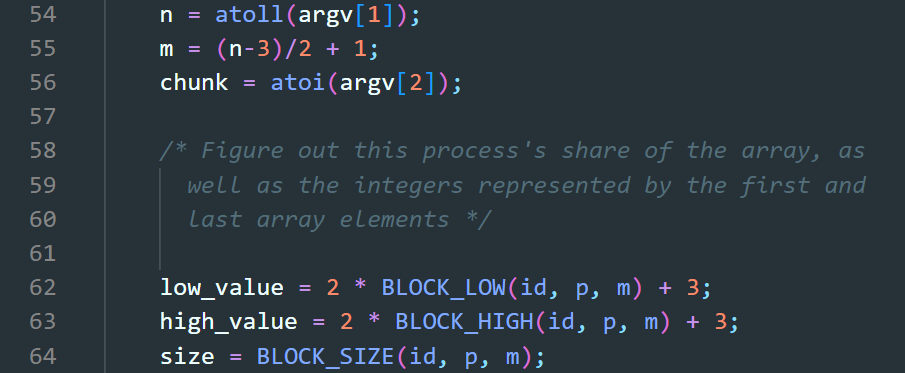 54 n = atoll(argv[1]);
55 m = (n-3)/2 + 1;
56 chunk = atoi(argv[2]);
57
58 /* Figure out this process's share of the array, as
59 well as the integers represented by the first and
60 last array elements */
61
62 low_value = 2 * BLOCK_LOW(id, p, m) + 3;
63 high_value = 2 * BLOCK_HIGH(id, p, m) + 3;
64 size = BLOCK_SIZE(id, p, m);